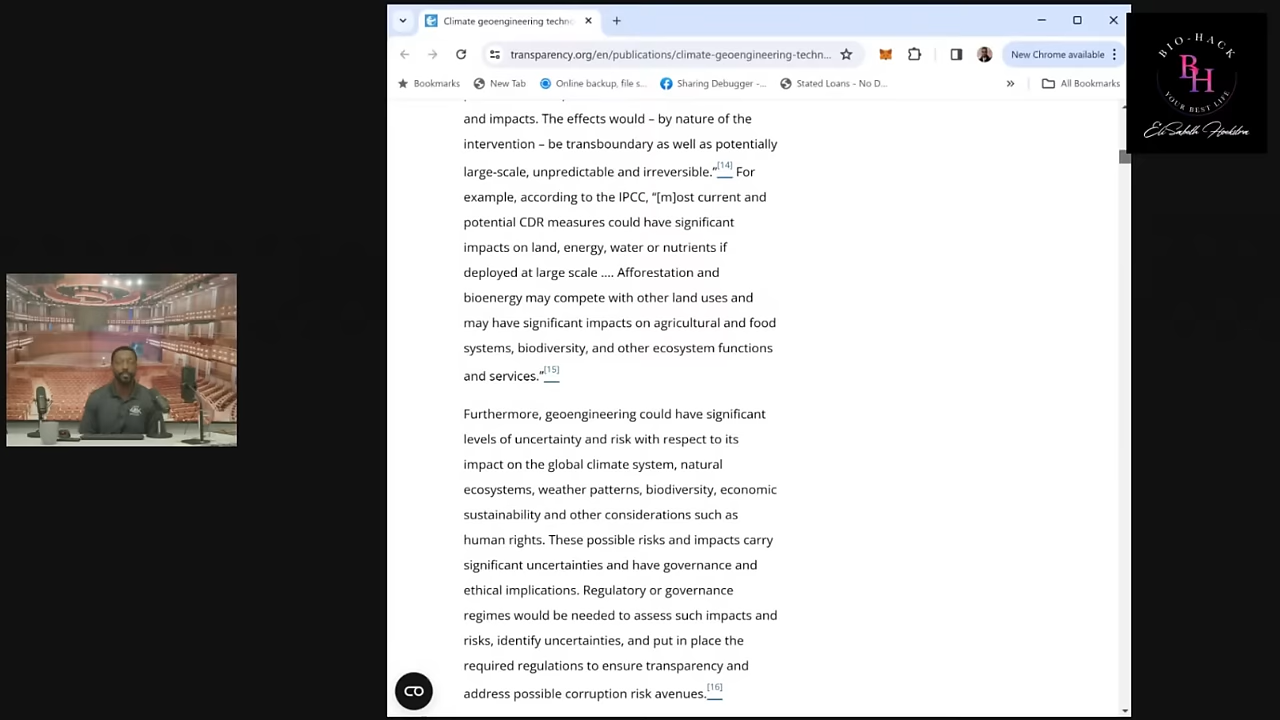 Climate geoengineering techn
transparency.org/en/publications/climate-geoengineering-techn...
New Chrome available
Bookmarks
New Tab
Online backup, file s...
Sharing Debugger -...
Stated Loans - No D...
»
All Bookmarks
BIO-HACK
BH
YOUR BEST LIFE
and impacts. The effects would – by nature of the
intervention – be transboundary as well as potentially
large-scale, unpredictable and irreversible.”[14] For
example, according to the IPCC, “[m]ost current and
potential CDR measures could have significant
impacts on land, energy, water or nutrients if
deployed at large scale .... Afforestation and
bioenergy may compete with other land uses and
may have significant impacts on agricultural and food
systems, biodiversity, and other ecosystem functions
and services.”[15]
Furthermore, geoengineering could have significant
levels of uncertainty and risk with respect to its
impact on the global climate system, natural
ecosystems, weather patterns, biodiversity, economic
sustainability and other considerations such as
human rights. These possible risks and impacts carry
significant uncertainties and have governance and
ethical implications. Regulatory or governance
regimes would be needed to assess such impacts and
risks, identify uncertainties, and put in place the
required regulations to ensure transparency and
address possible corruption risk avenues.[16]